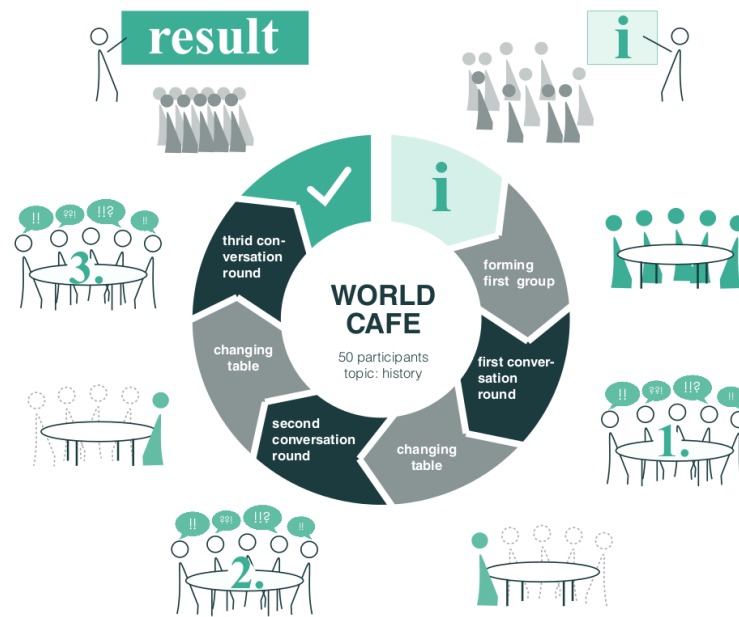 result
i
i
forming
first group
first conver-
sation
round
1.
changing
table
second
conversation
round
2.
changing
table
thrid con-
versation
round
3.
WORLD
CAFE
50 participants
topic: history